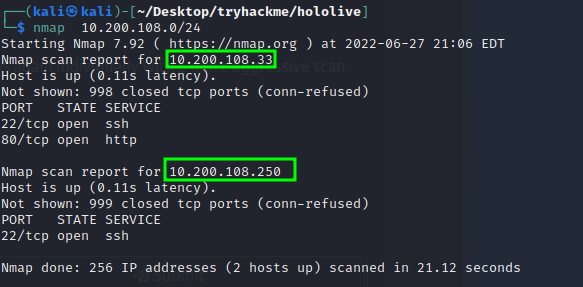 ┌──(kali㉿kali)-[~/Desktop/tryhackme/hololive]
└─$ nmap  10.200.108.0/24
Starting Nmap 7.92 ( https://nmap.org ) at 2022-06-27 21:06 EDT
Nmap scan report for 10.200.108.33
Host is up (0.11s latency).
Not shown: 998 closed tcp ports (conn-refused)
PORT   STATE SERVICE
22/tcp open  ssh
80/tcp open  http
Nmap scan report for 10.200.108.250
Host is up (0.11s latency).
Not shown: 999 closed tcp ports (conn-refused)
PORT   STATE SERVICE
22/tcp open  ssh
Nmap done: 256 IP addresses (2 hosts up) scanned in 21.12 seconds